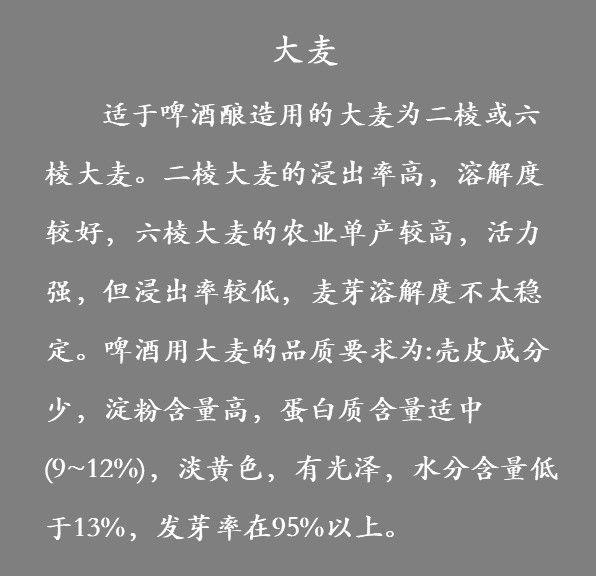 大麦
适于啤酒酿造用的大麦为二棱或六
棱大麦。二棱大麦的浸出率高，溶解度
较好，六棱大麦的农业单产较高，活力
强，但浸出率较低，麦芽溶解度不太稳
定。啤酒用大麦的品质要求为:壳皮成分
少，淀粉含量高，蛋白质含量适中
(9~12%)，淡黄色，有光泽，水分含量低
于13%，发芽率在95%以上。